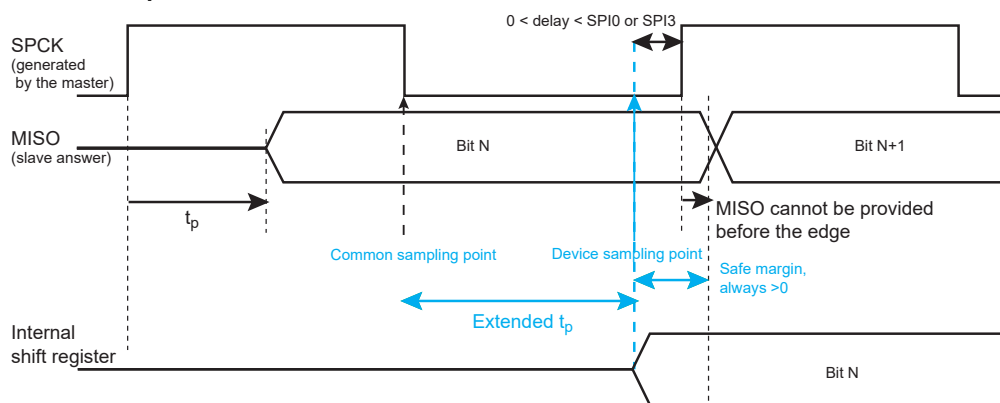 0 < delay < SPI0 or SPI3
SPCK
(generated
by the master)
MISO
(slave answer)
Bit N
Bit N+1
tp
MISO cannot be provided
before the edge
Common sampling point
Device sampling point
Safe margin,
always >0
Extended tp
Internal
shift register
Bit N